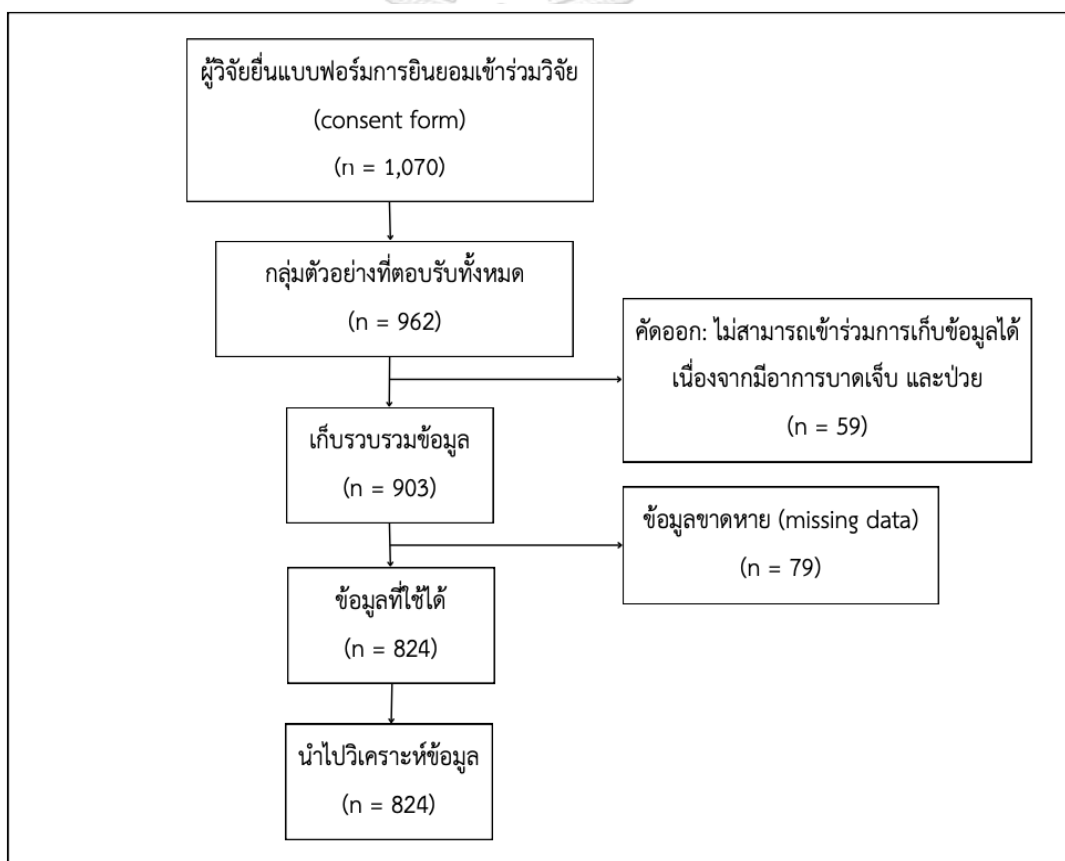 ผู้วิจัยยื่นแบบฟอร์มการยินยอมเข้าร่วมวิจัย
(consent form)
(n = 1,070)
กลุ่มตัวอย่างที่ตอบรับทั้งหมด
(n = 962)
คัดออก: ไม่สามารถเข้าร่วมการเก็บข้อมูลได้
เนื่องจากมีอาการบาดเจ็บ และป่วย
(n = 59)
เก็บรวบรวมข้อมูล
(n = 903)
ข้อมูลขาดหาย (missing data)
(n = 79)
ข้อมูลที่ใช้ได้
(n = 824)
นำไปวิเคราะห์ข้อมูล
(n = 824)